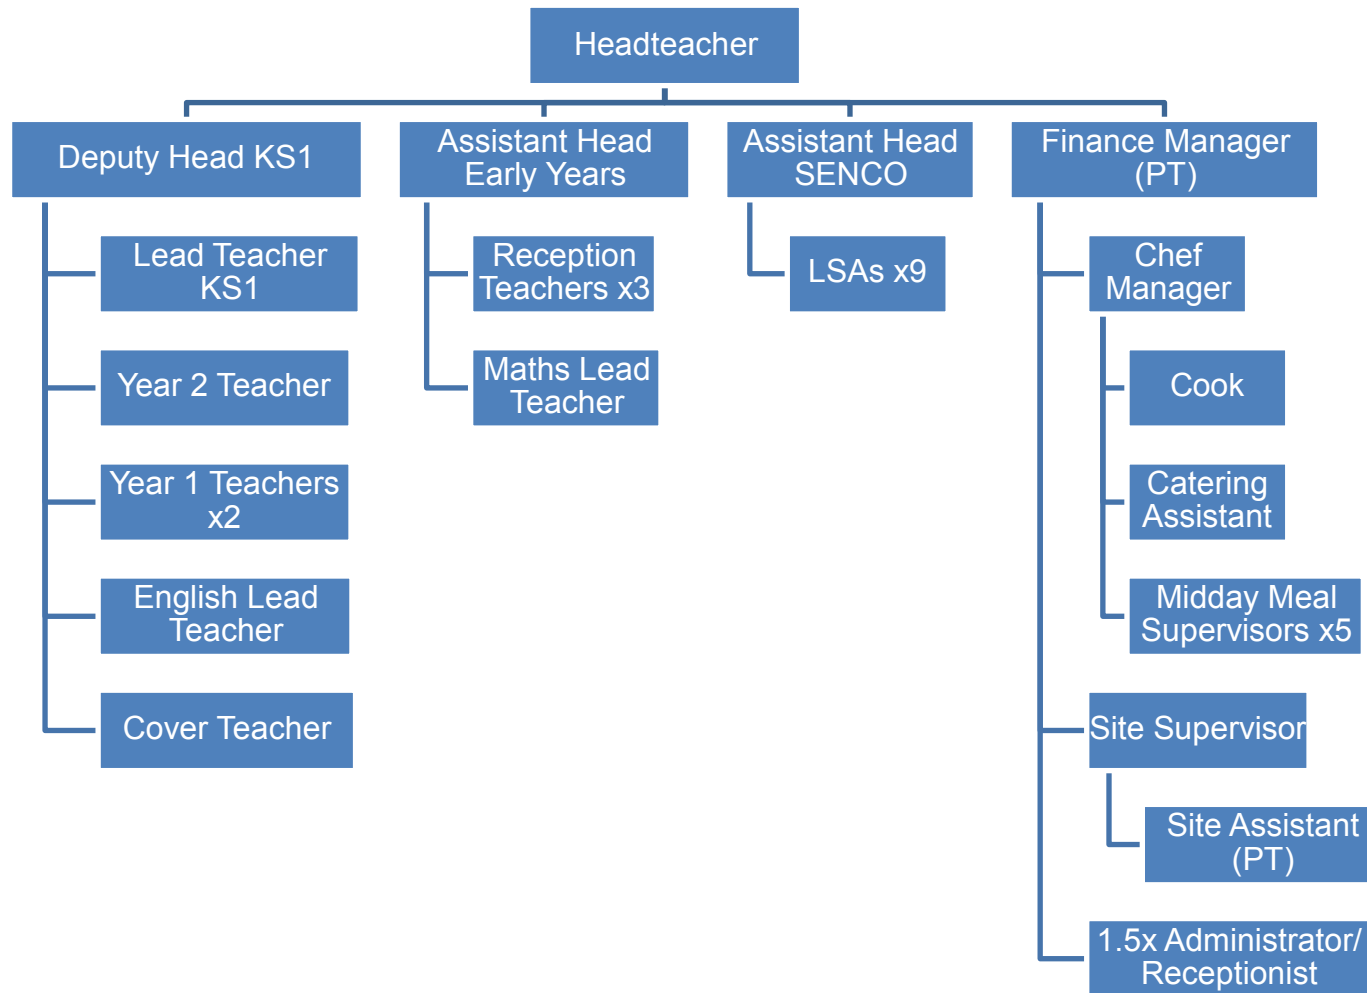 Headteacher
Deputy Head KS1
Assistant Head
Early Years
Assistant Head
SENCO
Finance Manager
(PT)
Lead Teacher
KS1
Year 2 Teacher
Year 1 Teachers
x2
English Lead
Teacher
Cover Teacher
Reception
Teachers x3
Maths Lead
Teacher
LSAs x9
Chef
Manager
Cook
Catering
Assistant
Midday Meal
Supervisors x5
Site Supervisor
Site Assistant
(PT)
1.5x Administrator/
Receptionist